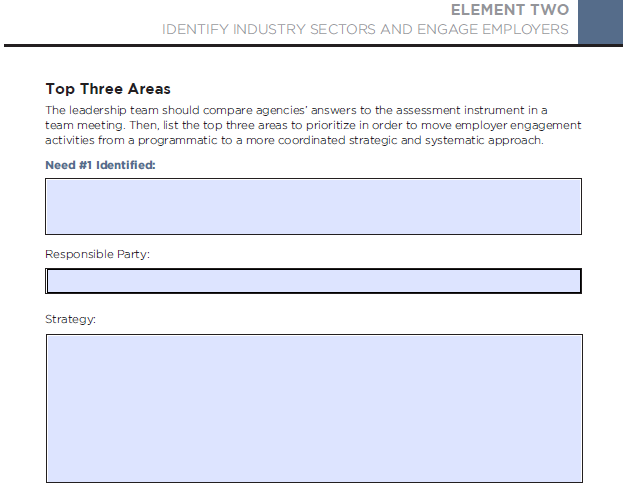 ELEMENT TWO
IDENTIFY INDUSTRY SECTORS AND ENGAGE EMPLOYERS
Top Three Areas
The leadership team should compare agencies' answers to the assessment instrument in a
team meeting. Then, list the top three areas to prioritize in order to move employer engagement
activities from a programmatic to a more coordinated strategic and systematic approach.
Need #1 Identified:
Responsible Party:
Strategy: